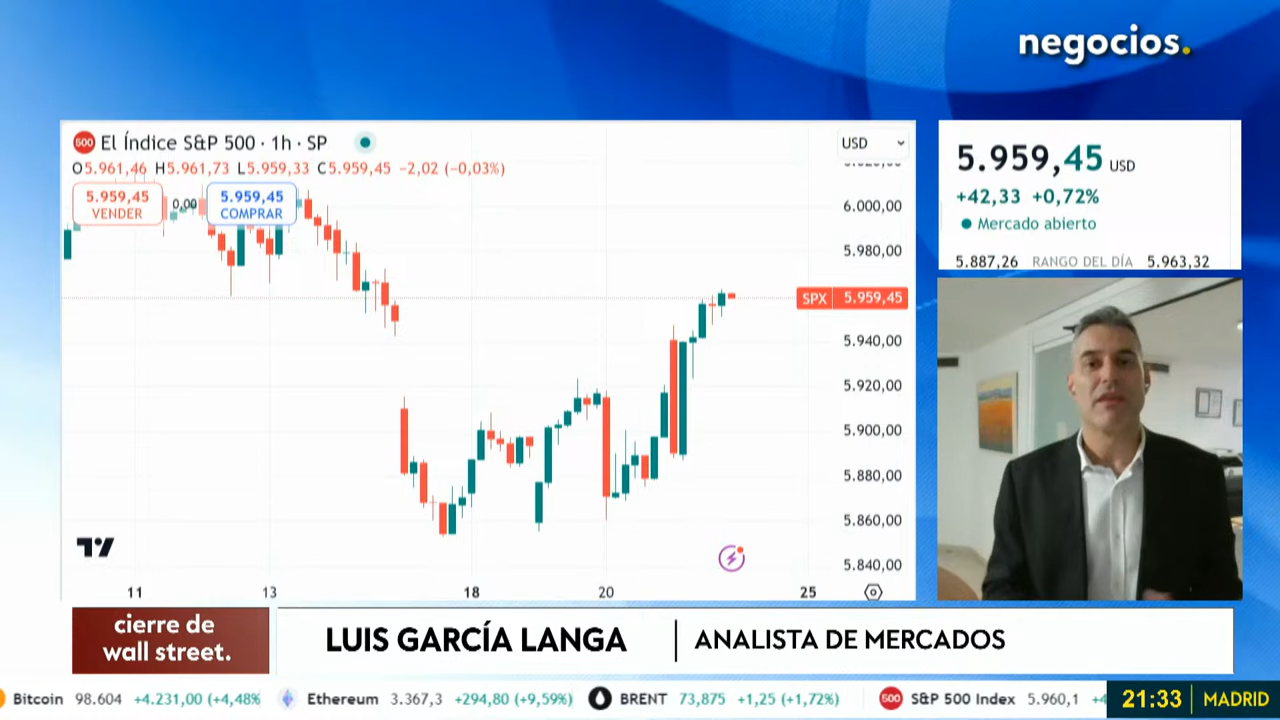 negocios.
500 El Índice S&P 500 · 1h · SP
USD
O5.961,46 H5.961,73 L5.959,33 C5.959,45 −2,02 (−0,03%)
5.959,45
VENDER
0,00
5.959,45
COMPRAR
6.000,00
5.980,00
SPX 5.959,45
5.940,00
5.920,00
5.900,00
5.880,00
5.860,00
5.840,00
11 13 18 20 25
5.959,45 USD
+42,33 +0,72%
Mercado abierto
5.887,26 RANGO DEL DÍA 5.963,32
cierre de
wall street.
LUIS GARCÍA LANGA | ANALISTA DE MERCADOS
Bitcoin 98.604 +4.231,00 (+4,48% Ethereum 3.367,3 +294,80 (+9,59%) BRENT 73,875 +1,25 (+1,72%) 500 S&P 500 Index 5.960,1 +4 21:33 | MADRID